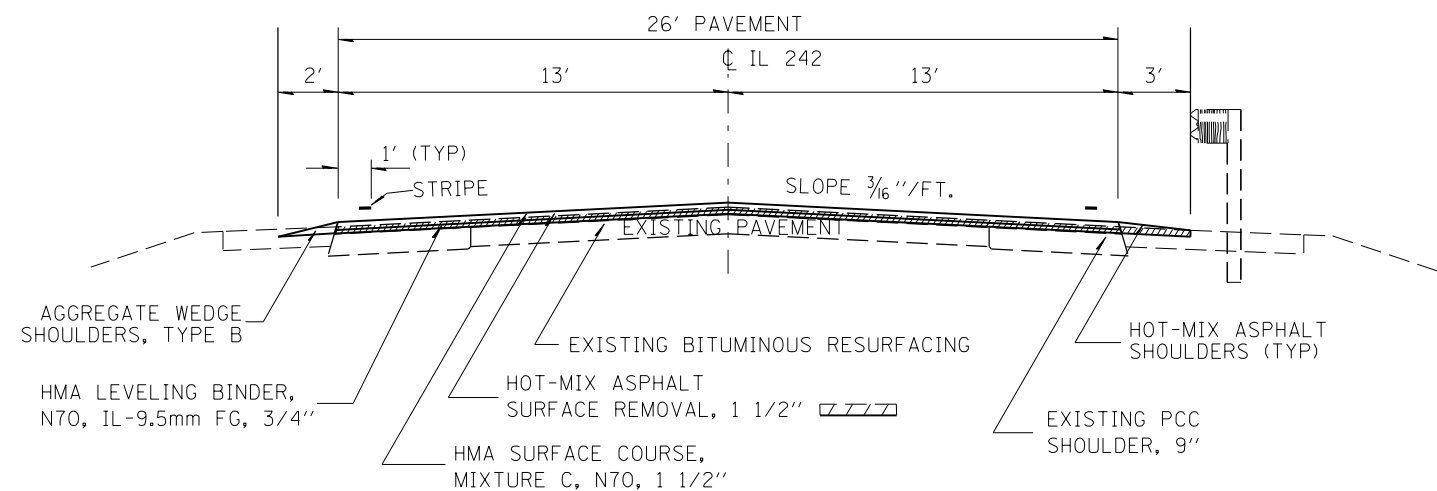 26' PAVEMENT
℄ IL 242
2'
13'
13'
3'
1' (TYP)
STRIPE
SLOPE 3/16"/FT.
EXISTING PAVEMENT
AGGREGATE WEDGE
SHOULDERS, TYPE B
EXISTING BITUMINOUS RESURFACING
HOT-MIX ASPHALT
SHOULDERS (TYP)
HMA LEVELING BINDER,
N70, IL-9.5mm FG, 3/4"
HOT-MIX ASPHALT
SURFACE REMOVAL, 1 1/2"
EXISTING PCC
SHOULDER, 9"
HMA SURFACE COURSE,
MIXTURE C, N70, 1 1/2"